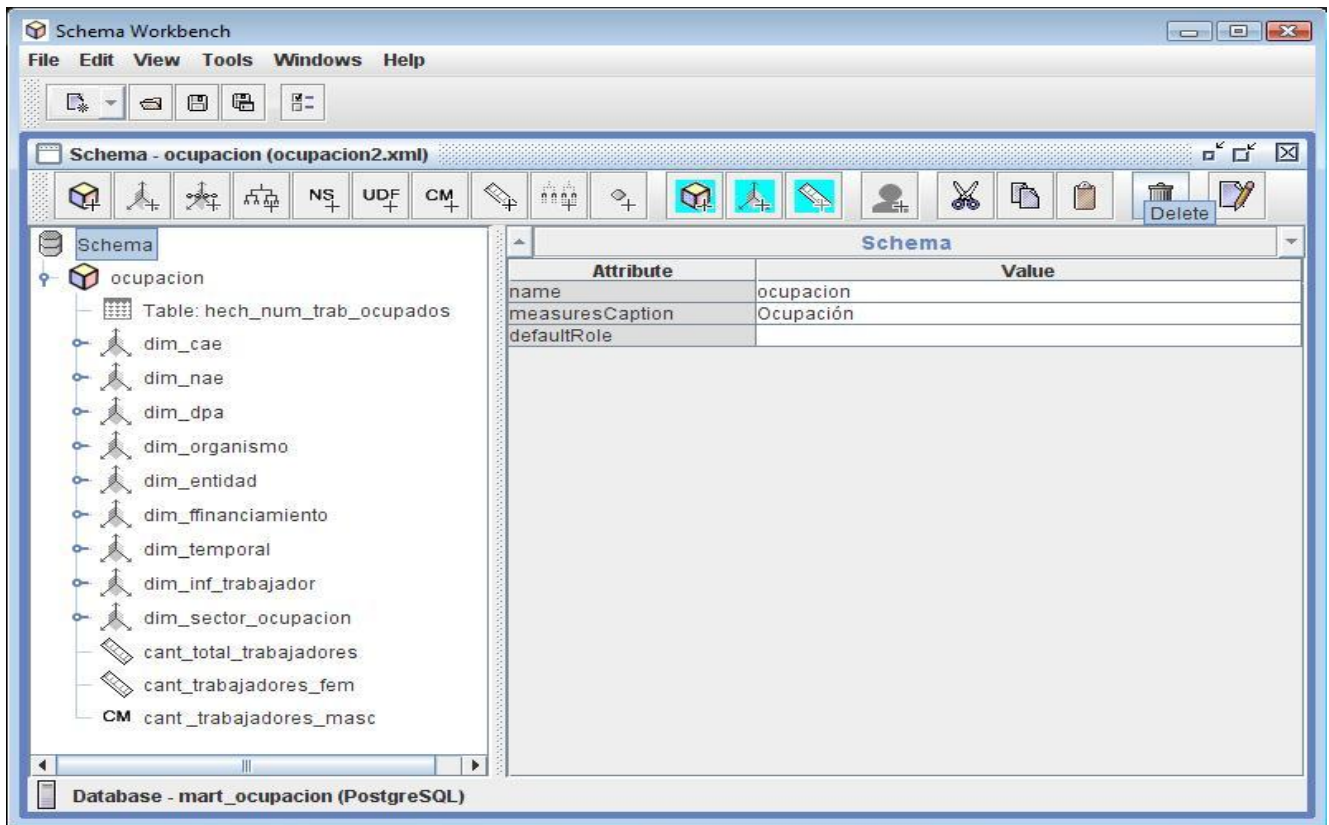 Schema Workbench
File Edit View Tools Windows Help
Schema - ocupacion (ocupacion2.xml)
NS UDF CM
Delete
Schema
ocupacion
Table: hech_num_trab_ocupados
dim_cae
dim_nae
dim_dpa
dim_organismo
dim_entidad
dim_ffinanciamiento
dim_temporal
dim_inf_trabajador
dim_sector_ocupacion
cant_total_trabajadores
cant_trabajadores_fem
CM cant _trabajadores_masc
Schema
Attribute Value
name ocupacion
measuresCaption Ocupación
defaultRole
Database - mart_ocupacion (PostgreSQL)